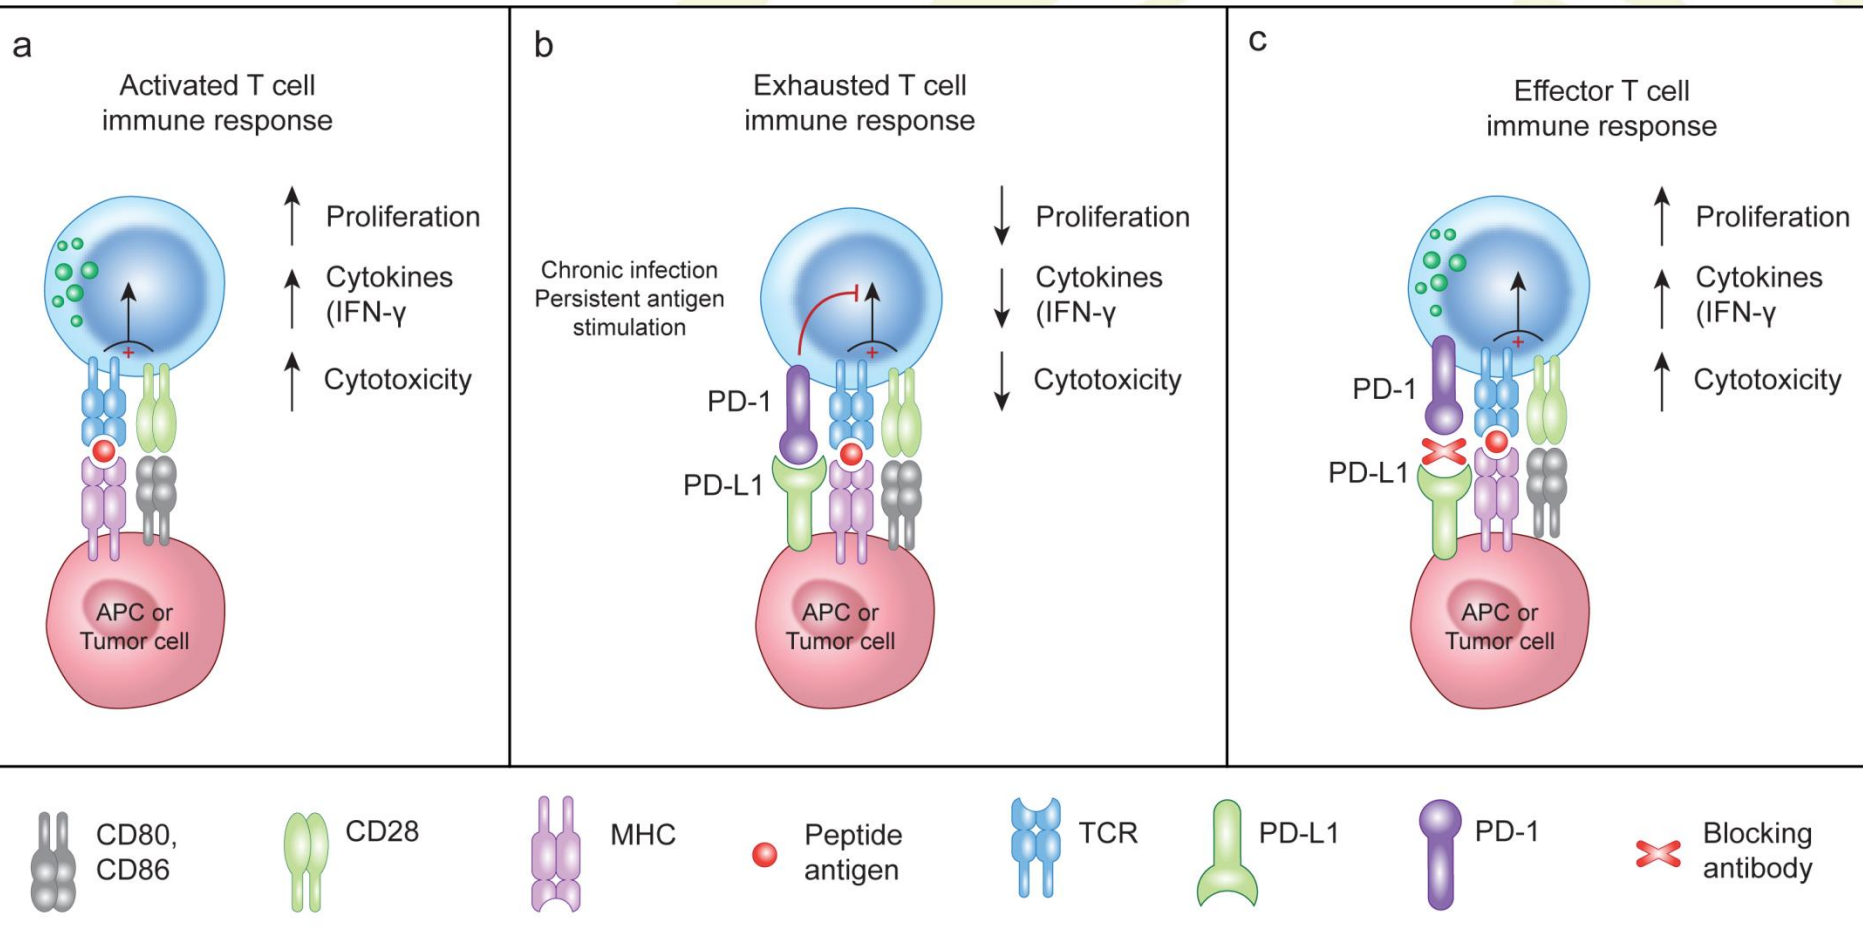 a
Activated T cell
immune response
Proliferation
Cytokines
(IFN-γ
Cytotoxicity
APC or
Tumor cell
b
Exhausted T cell
immune response
Chronic infection
Persistent antigen
stimulation
+
PD-1
PD-L1
Proliferation
Cytokines
(IFN-γ
Cytotoxicity
APC or
Tumor cell
c
Effector T cell
immune response
+
PD-1
PD-L1
Proliferation
Cytokines
(IFN-γ
Cytotoxicity
APC or
Tumor cell
CD80,
CD86
CD28
MHC
Peptide
antigen
TCR
PD-L1
PD-1
Blocking
antibody